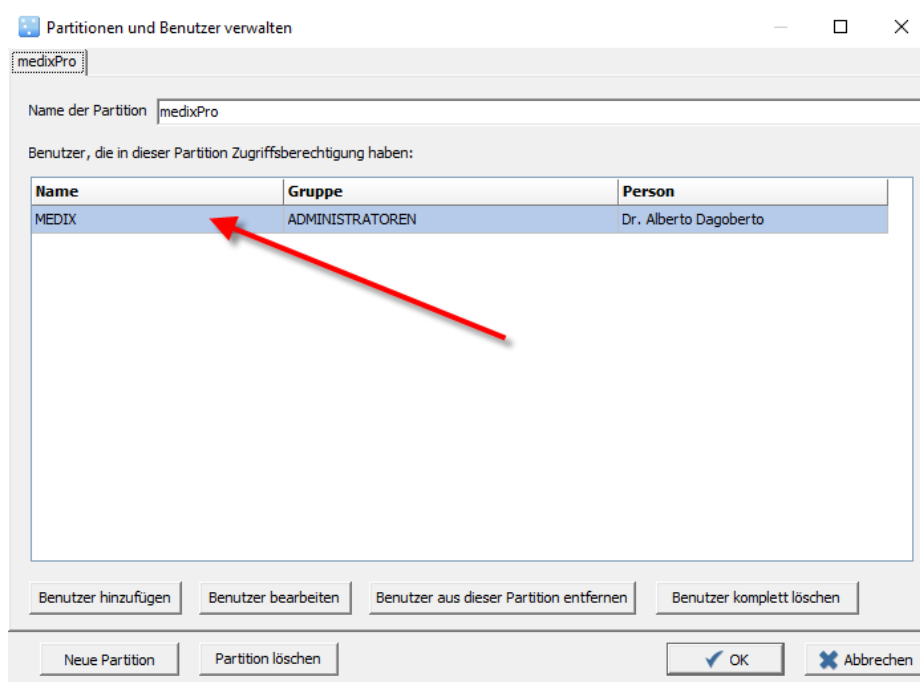 Partitionen und Benutzer verwalten
medixPro
Name der Partition medixPro
Benutzer, die in dieser Partition Zugriffsberechtigung haben:
Name Gruppe Person
MEDIX ADMINISTRATOREN Dr. Alberto Dagoberto
Benutzer hinzufügen Benutzer bearbeiten Benutzer aus dieser Partition entfernen Benutzer komplett löschen
Neue Partition Partition löschen OK Abbrechen